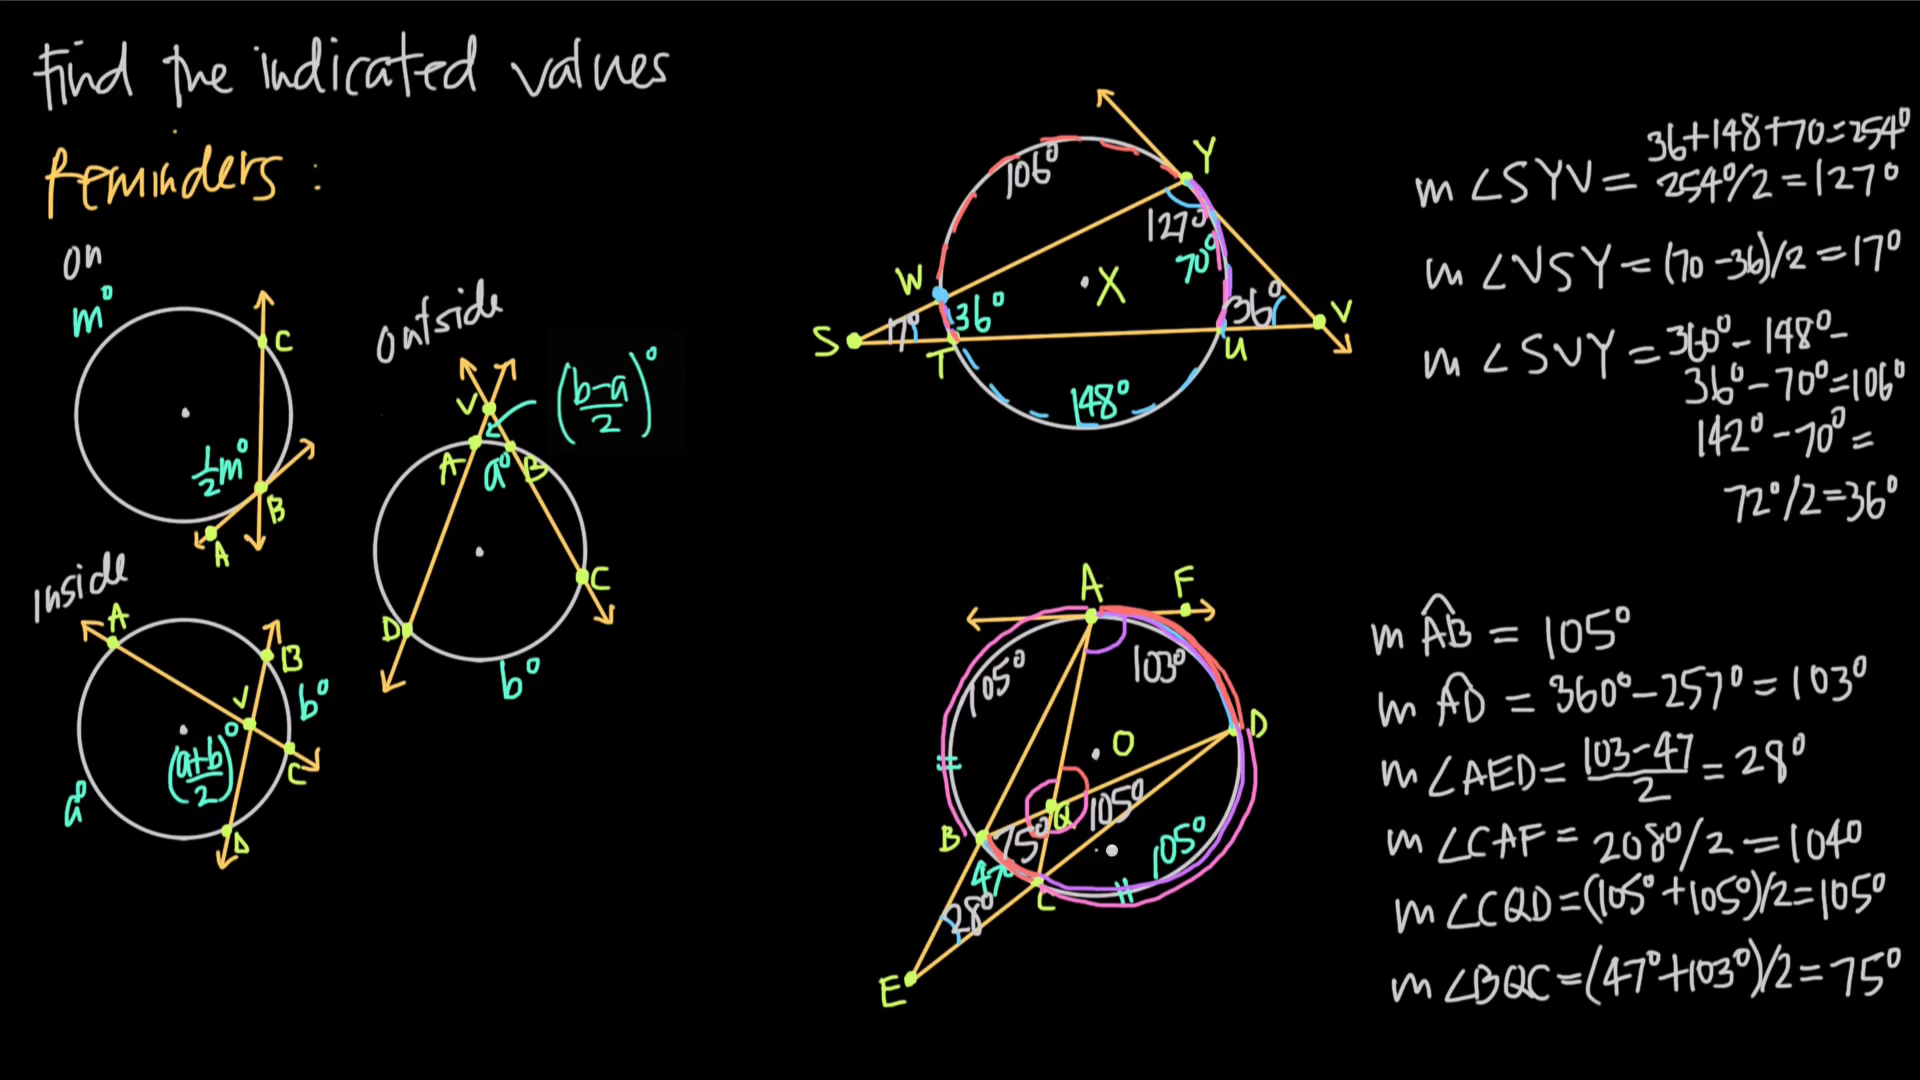 Find the indicated values
Reminders:
on
m°
C
½m°
B
A
outside
V
(b-a/2)°
A
a°
B
C
D
b°
inside
A
B
V
b°
(a+b/2)°
C
a°
D
106°
Y
127°
70°
W
36°
X
36°
V
S
17°
T
U
148°
m∠SYV = 36+148+70=254°
254°/2=127°
m∠VSY=(70-36)/2=17°
m∠SVY=360°-148°-
36°-70°=106°
142°-70°=
72°/2=36°
A
F
105°
103°
O
D
B
75°
Q
105°
47°
C
105°
28°
E
m AB = 105°
m AD = 360°-257°=103°
m∠AED=103-47/2=28°
m∠CAF=208°/2=104°
m∠CQD=(105°+105°)/2=105°
m∠BQC=(47°+103°)/2=75°